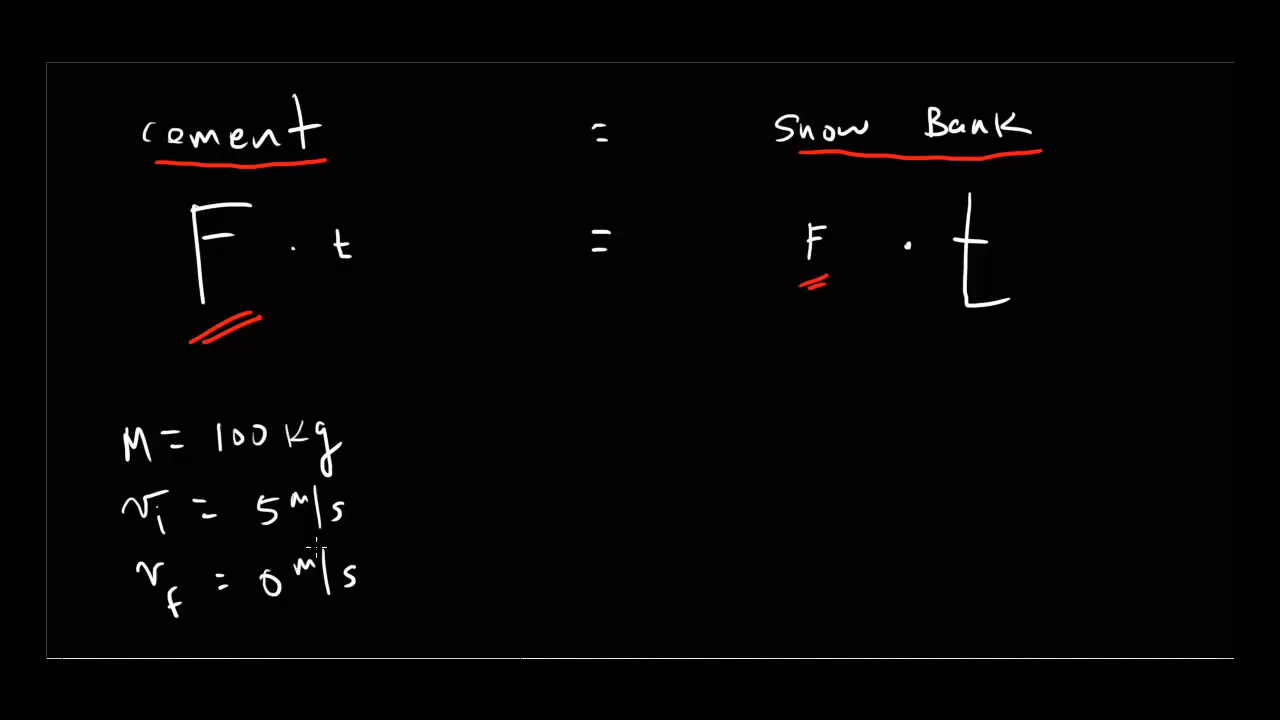 cement = Snow Bank
F · t = F · t
M = 100 kg
vi = 5 m/s
vf = 0 m/s